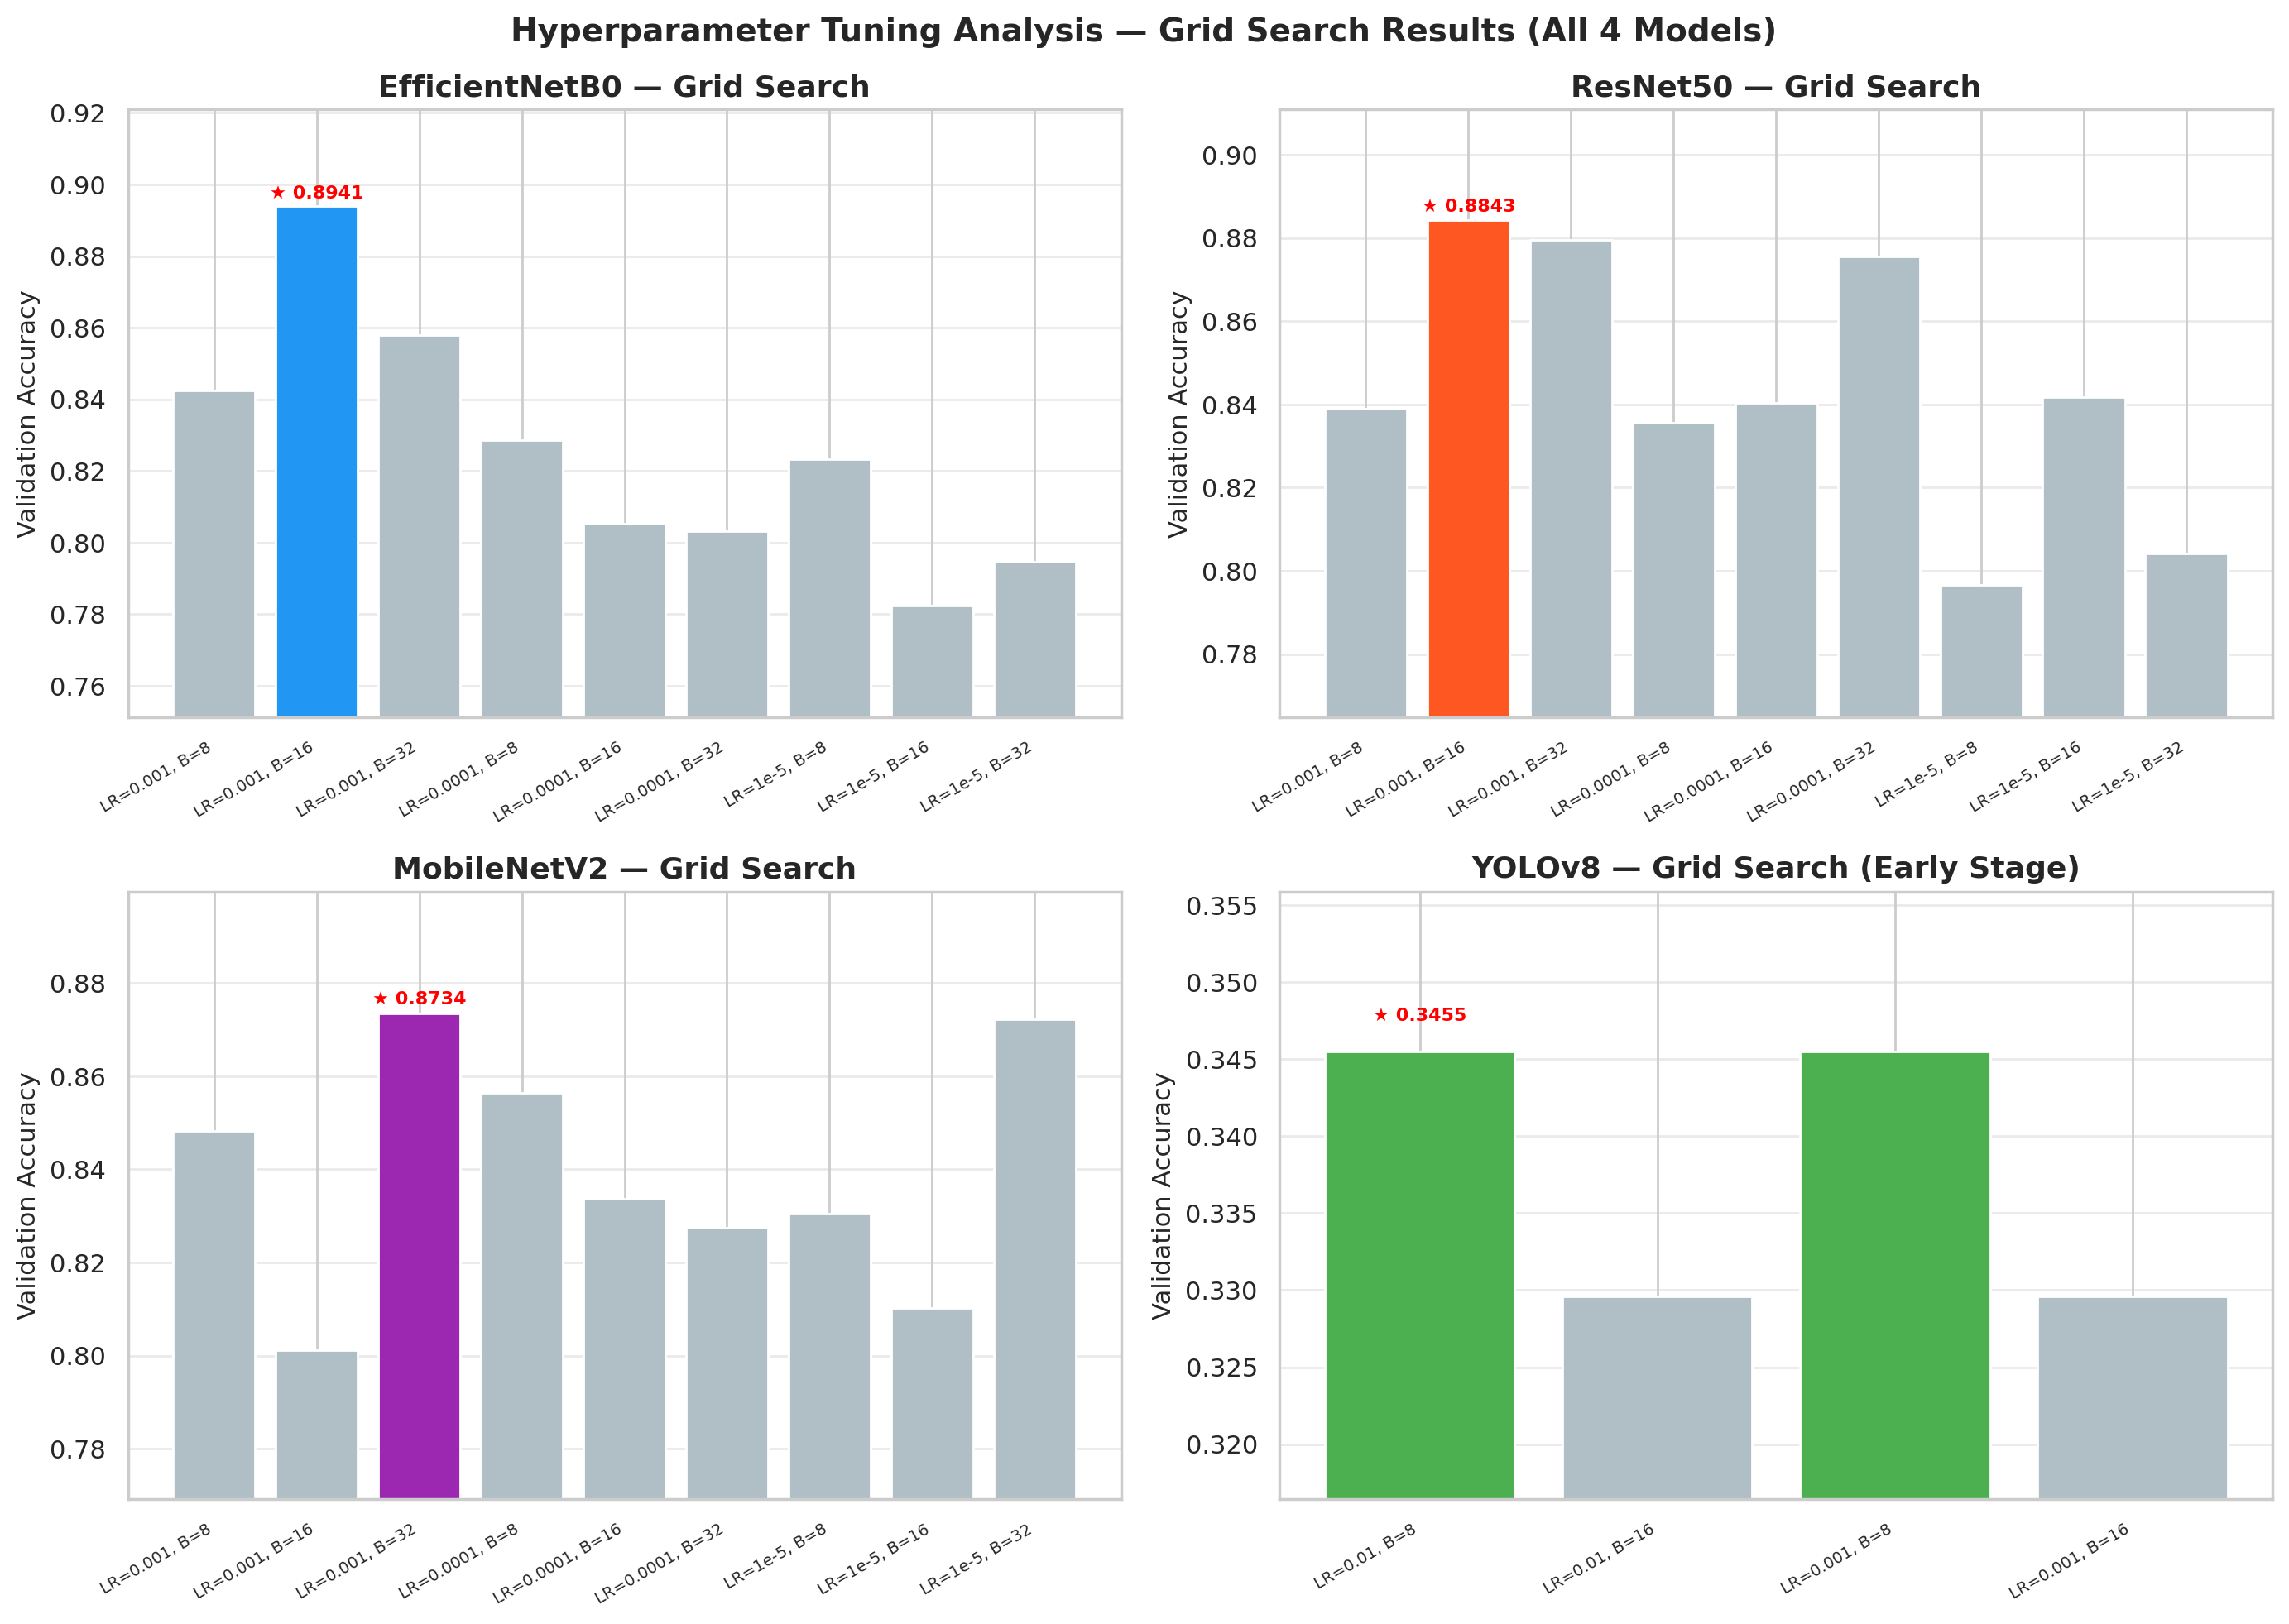 Hyperparameter Tuning Analysis — Grid Search Results (All 4 Models)
EfficientNetB0 — Grid Search
Validation Accuracy
0.92
0.90
0.88
0.86
0.84
0.82
0.80
0.78
0.76
★ 0.8941
LR=0.001, B=8
LR=0.001, B=16
LR=0.001, B=32
LR=0.0001, B=8
LR=0.0001, B=16
LR=0.0001, B=32
LR=1e-5, B=8
LR=1e-5, B=16
LR=1e-5, B=32
ResNet50 — Grid Search
Validation Accuracy
0.90
0.88
0.86
0.84
0.82
0.80
0.78
★ 0.8843
LR=0.001, B=8
LR=0.001, B=16
LR=0.001, B=32
LR=0.0001, B=8
LR=0.0001, B=16
LR=0.0001, B=32
LR=1e-5, B=8
LR=1e-5, B=16
LR=1e-5, B=32
MobileNetV2 — Grid Search
Validation Accuracy
0.88
0.86
0.84
0.82
0.80
0.78
★ 0.8734
LR=0.001, B=8
LR=0.001, B=16
LR=0.001, B=32
LR=0.0001, B=8
LR=0.0001, B=16
LR=0.0001, B=32
LR=1e-5, B=8
LR=1e-5, B=16
LR=1e-5, B=32
YOLOv8 — Grid Search (Early Stage)
Validation Accuracy
0.355
0.350
0.345
0.340
0.335
0.330
0.325
0.320
★ 0.3455
LR=0.01, B=8
LR=0.01, B=16
LR=0.001, B=8
LR=0.001, B=16